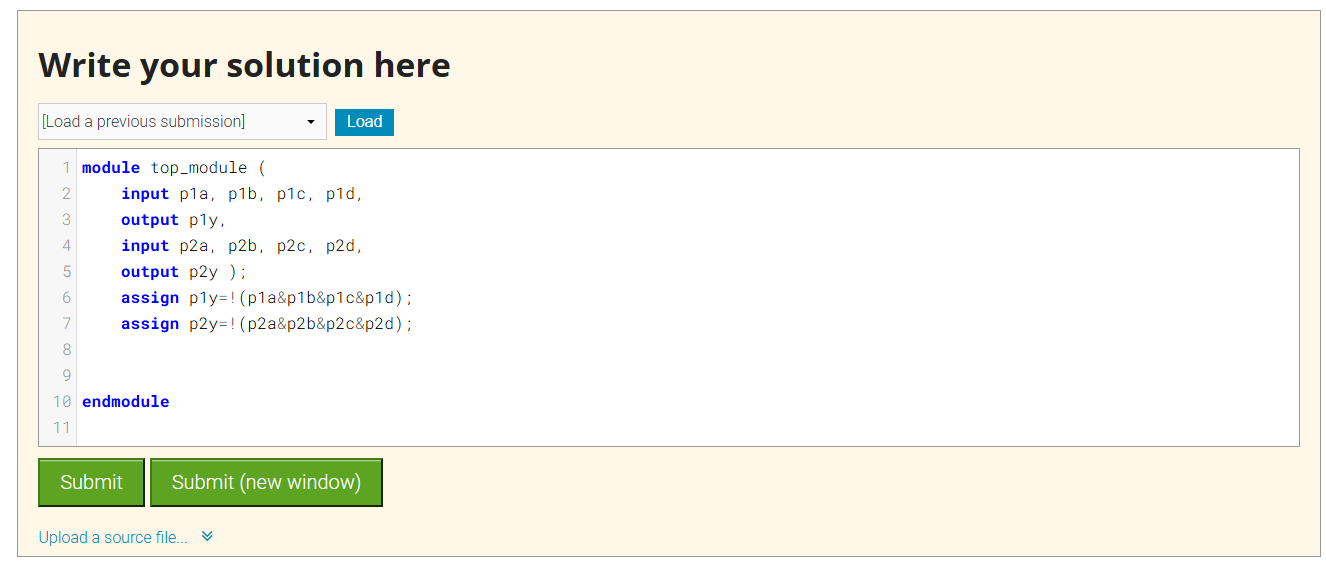 Write your solution here
[Load a previous submission] Load
1 module top_module (
2     input p1a, p1b, p1c, p1d,
3     output p1y,
4     input p2a, p2b, p2c, p2d,
5     output p2y );
6     assign p1y=!(p1a&p1b&p1c&p1d);
7     assign p2y=!(p2a&p2b&p2c&p2d);
8
9
10 endmodule
11
Submit Submit (new window)
Upload a source file...